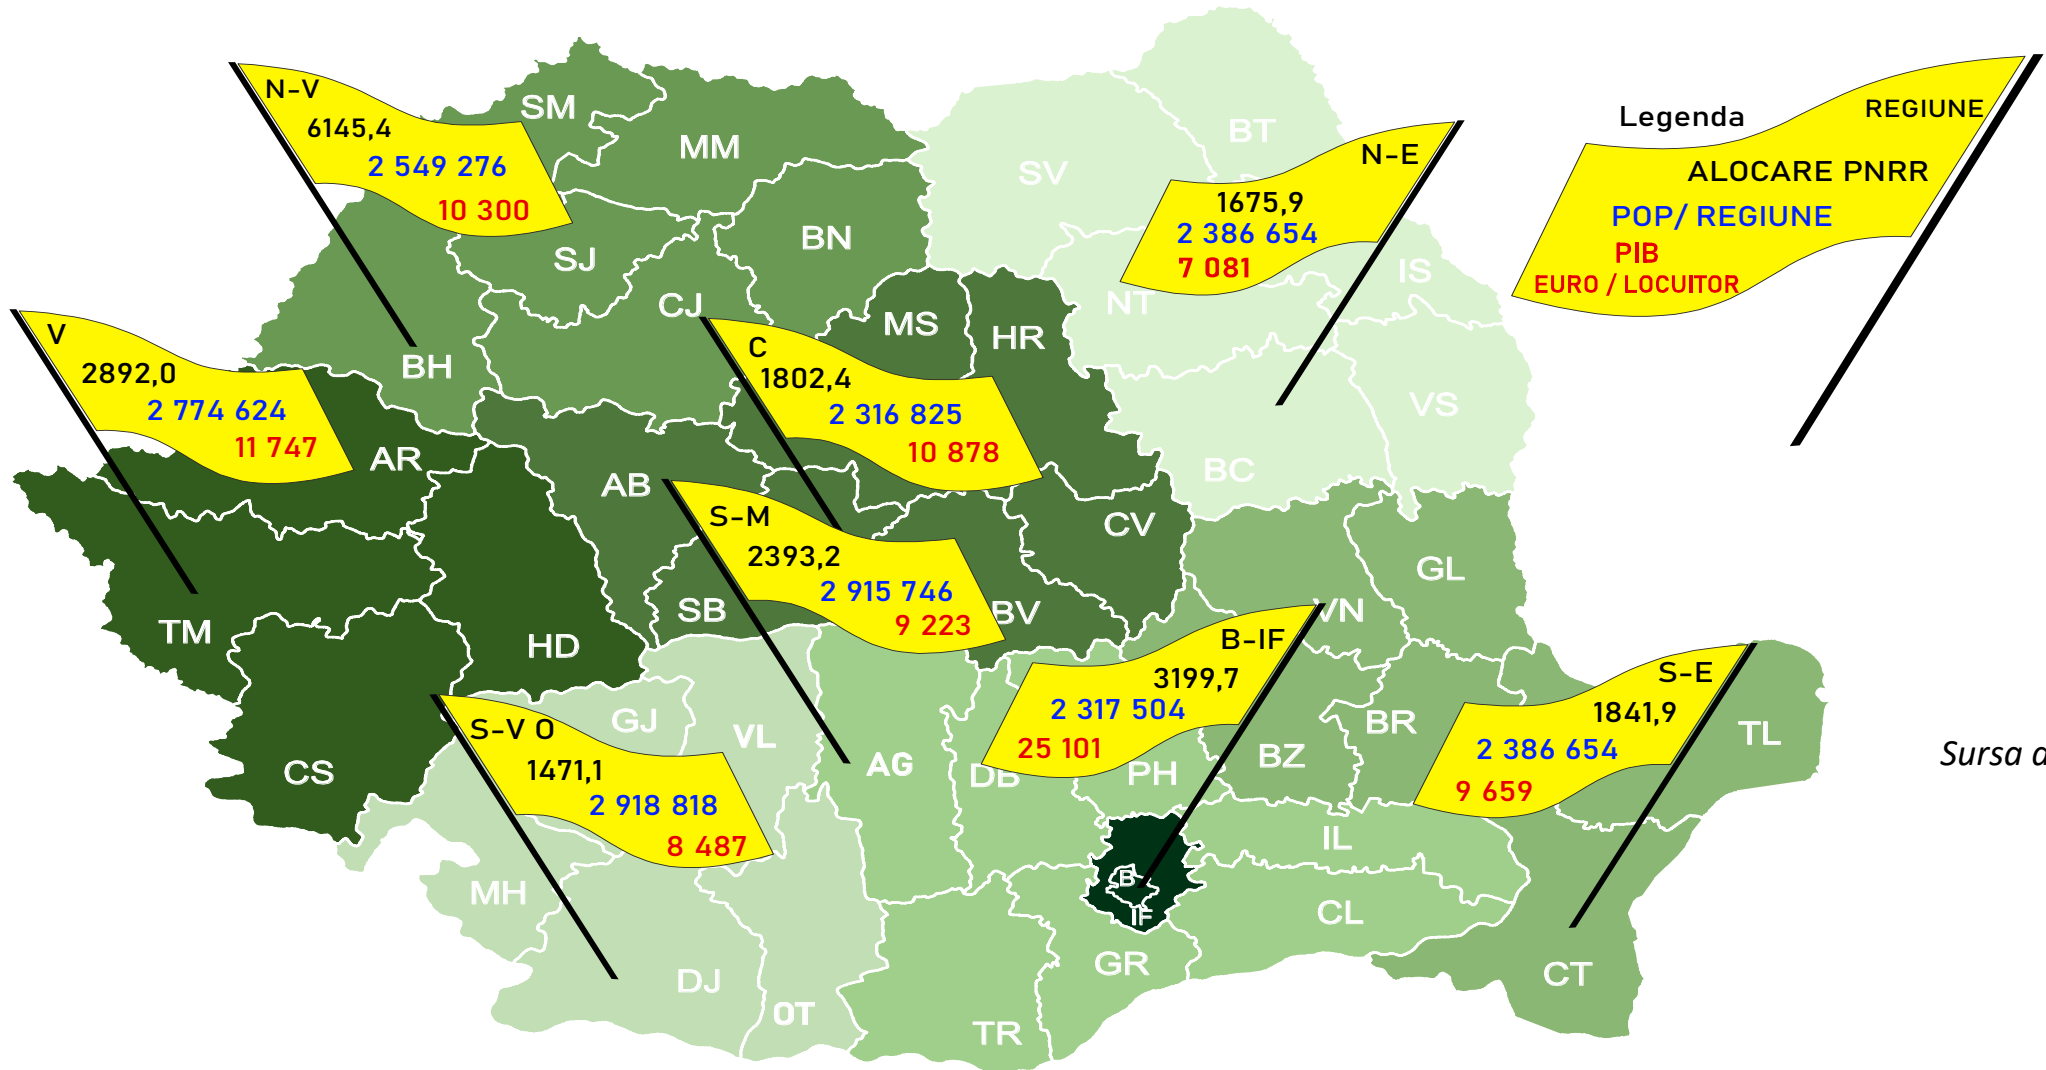 N-V
6145,4
2 549 276
10 300
SM
MM
SV
BT
N-E
1675,9
2 386 654
7 081
Legenda
REGIUNE
ALOCARE PNRR
POP/ REGIUNE
PIB
EURO / LOCUITOR
SJ
BN
CJ
BH
MS
HR
NT
IS
VS
BC
V
2892,0
2 774 624
11 747
AR
C
1802,4
2 316 825
10 878
AB
CV
GL
S-M
2393,2
2 915 746
9 223
SB
BV
TM
HD
VN
B-IF
3199,7
2 317 504
25 101
S-E
1841,9
2 386 654
9 659
CS
S-V O
1471,1
2 918 818
8 487
GJ
VL
AG
DB
PH
BZ
BR
TL
Sursa d
MH
DJ
OT
TR
GR
B
IF
IL
CL
CT